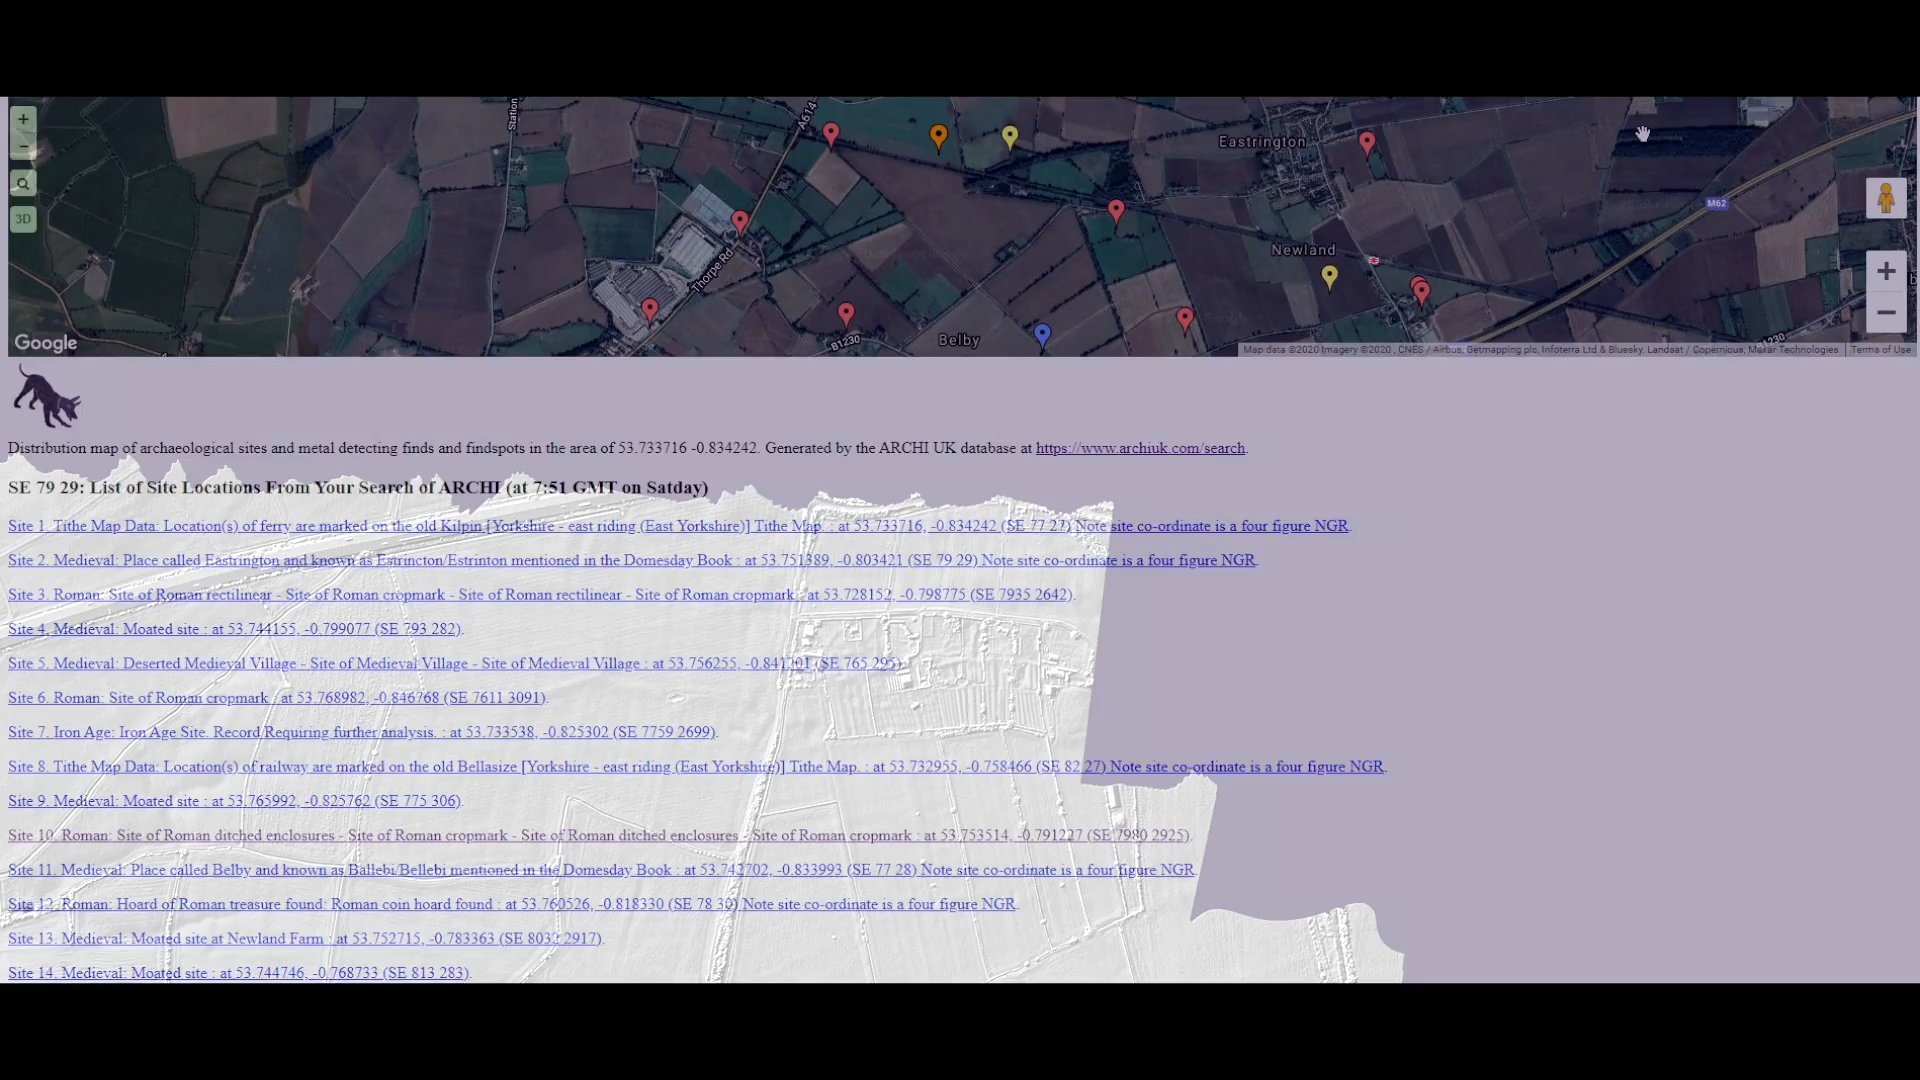 Station
A614
Eastrington
M62
3D
Thorpe Rd
Newland
Google
B1230
Belby
1230
Map data ©2020 Imagery ©2020 , CNES / Airbus, Getmapping plc, Infoterra Ltd & Bluesky, Landsat / Copernicus, Maxar Technologies Terms of Use
Distribution map of archaeological sites and metal detecting finds and findspots in the area of 53.733716 -0.834242. Generated by the ARCHI UK database at https://www.archiuk.com/search.
SE 79 29: List of Site Locations From Your Search of ARCHI (at 7:51 GMT on Satday)
Site 1. Tithe Map Data: Location(s) of ferry are marked on the old Kilpin [Yorkshire - east riding (East Yorkshire)] Tithe Map. : at 53.733716, -0.834242 (SE 77 27) Note site co-ordinate is a four figure NGR.
Site 2. Medieval: Place called Eastrington and known as Estrincton/Estrinton mentioned in the Domesday Book : at 53.751389, -0.803421 (SE 79 29) Note site co-ordinate is a four figure NGR.
Site 3. Roman: Site of Roman rectilinear - Site of Roman cropmark - Site of Roman rectilinear - Site of Roman cropmark : at 53.728152, -0.798775 (SE 7935 2642).
Site 4. Medieval: Moated site : at 53.744155, -0.799077 (SE 793 282).
Site 5. Medieval: Deserted Medieval Village - Site of Medieval Village - Site of Medieval Village : at 53.756255, -0.841201 (SE 765 295).
Site 6. Roman: Site of Roman cropmark : at 53.768982, -0.846768 (SE 7611 3091).
Site 7. Iron Age: Iron Age Site. Record Requiring further analysis. : at 53.733538, -0.825302 (SE 7759 2699).
Site 8. Tithe Map Data: Location(s) of railway are marked on the old Bellasize [Yorkshire - east riding (East Yorkshire)] Tithe Map. : at 53.732955, -0.758466 (SE 82 27) Note site co-ordinate is a four figure NGR.
Site 9. Medieval: Moated site : at 53.765992, -0.825762 (SE 775 306).
Site 10. Roman: Site of Roman ditched enclosures - Site of Roman cropmark - Site of Roman ditched enclosures - Site of Roman cropmark : at 53.753514, -0.791227 (SE 7980 2925).
Site 11. Medieval: Place called Belby and known as Ballebi/Bellebi mentioned in the Domesday Book : at 53.742702, -0.833993 (SE 77 28) Note site co-ordinate is a four figure NGR.
Site 12. Roman: Hoard of Roman treasure found: Roman coin hoard found : at 53.760526, -0.818330 (SE 78 30) Note site co-ordinate is a four figure NGR.
Site 13. Medieval: Moated site at Newland Farm : at 53.752715, -0.783363 (SE 8032 2917).
Site 14. Medieval: Moated site : at 53.744746, -0.768733 (SE 813 283).